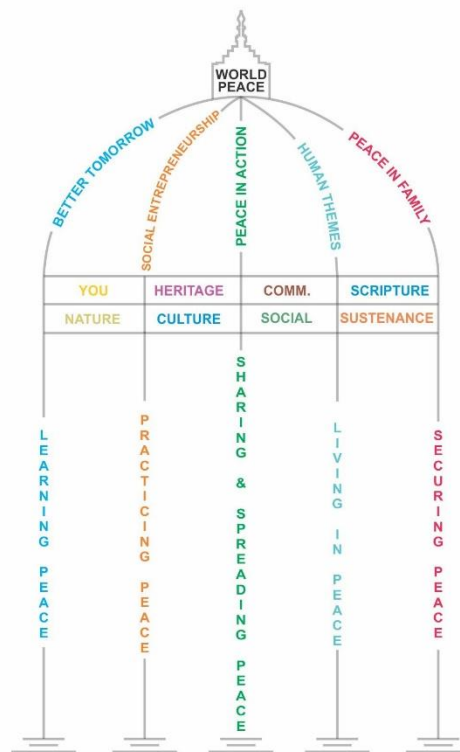 WORLD
PEACE
BETTER TOMORROW
SOCIAL ENTREPRENEURSHIP
PEACE IN ACTION
HUMAN THEMES
PEACE IN FAMILY
YOU HERITAGE COMM. SCRIPTURE
NATURE CULTURE SOCIAL SUSTENANCE
LEARNING PEACE
PRACTICING PEACE
SHARING & SPREADING PEACE
LIVING IN PEACE
SECURING PEACE